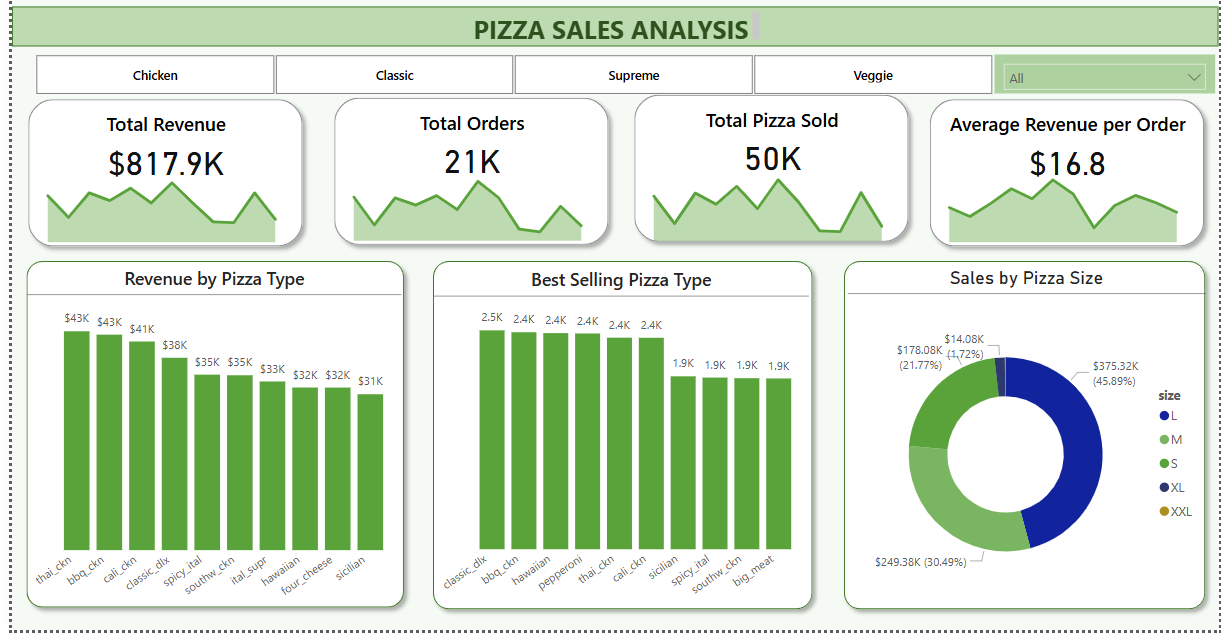 PIZZA SALES ANALYSIS
Chicken
Classic
Supreme
Veggie
All
Total Revenue
$817.9K
Total Orders
21K
Total Pizza Sold
50K
Average Revenue per Order
$16.8
Revenue by Pizza Type
$43K
$43K
$41K
$38K
$35K
$35K
$33K
$32K
$32K
$31K
thai_ckn
bbq_ckn
cali_ckn
classic_dlx
spicy_ital
southw_ckn
ital_supr
hawaiian
four_cheese
sicilian
Best Selling Pizza Type
2.5K
2.4K
2.4K
2.4K
2.4K
2.4K
1.9K
1.9K
1.9K
1.9K
classic_dlx
bbq_ckn
hawaiian
pepperoni
thai_ckn
cali_ckn
sicilian
spicy_ital
southw_ckn
big_meat
Sales by Pizza Size
$14.08K
(1.72%)
$178.08K
(21.77%)
$375.32K
(45.89%)
$249.38K (30.49%)
size
L
M
S
XL
XXL